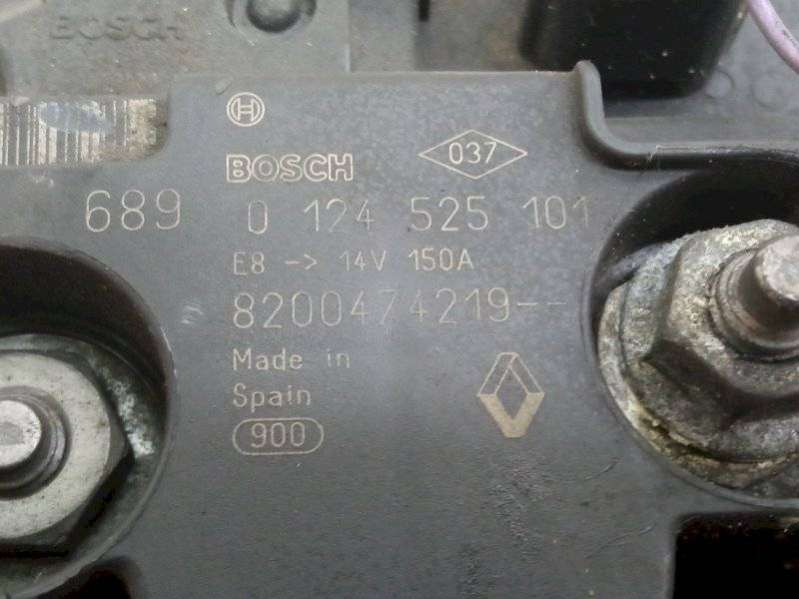 BOSCH
BOSCH
037
689 0 124 525 101
E8 -> 14V 150A
8200474219--
Made in
Spain
900